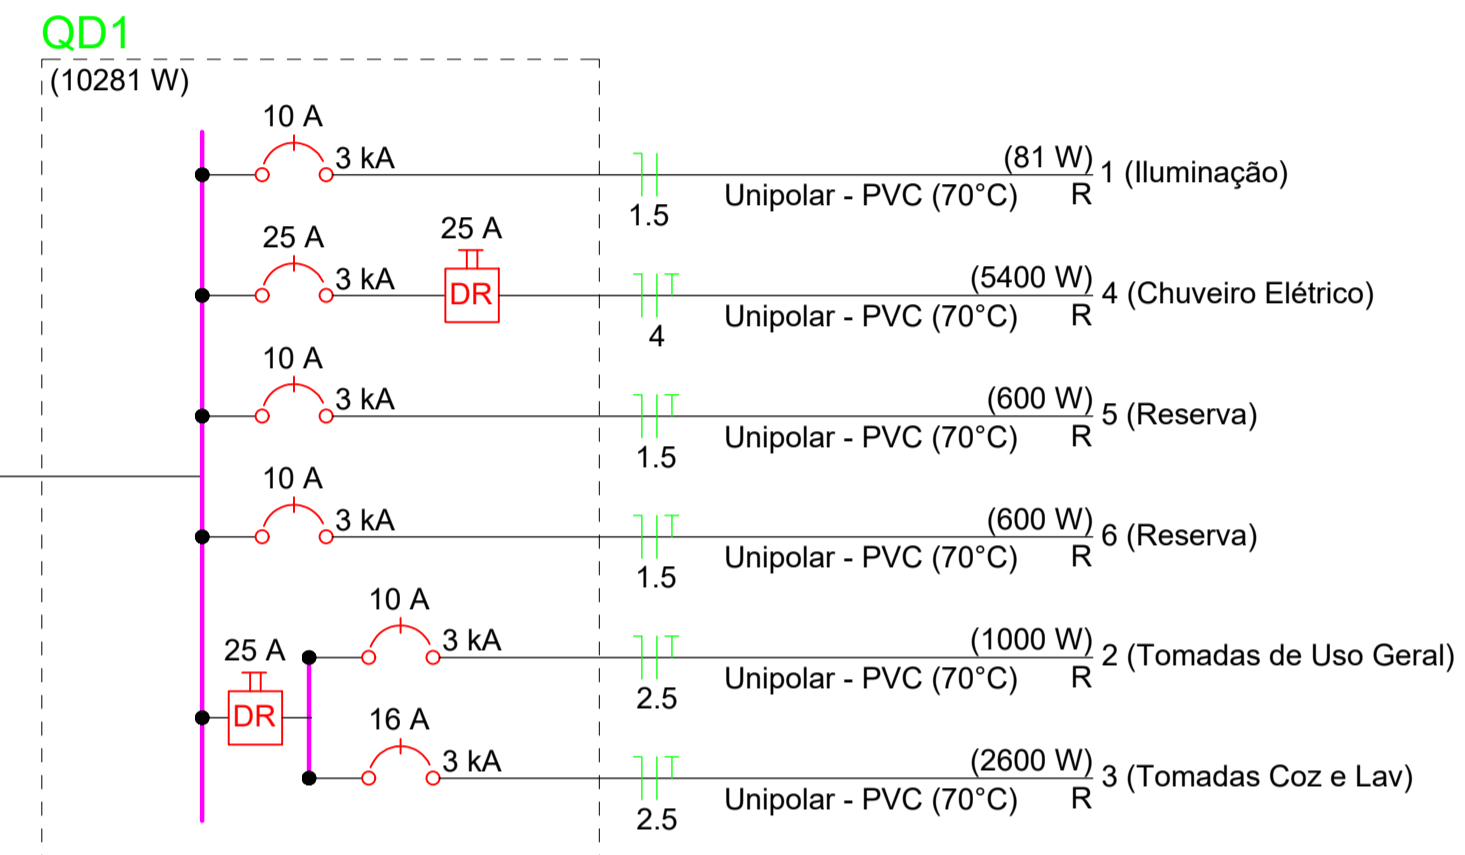 QD1
(10281 W)
10 A
3 kA
1.5
(81 W)
Unipolar - PVC (70°C)
R
1 (Iluminação)
25 A
3 kA
25 A
DR
4
(5400 W)
Unipolar - PVC (70°C)
R
4 (Chuveiro Elétrico)
10 A
3 kA
1.5
(600 W)
Unipolar - PVC (70°C)
R
5 (Reserva)
10 A
3 kA
1.5
(600 W)
Unipolar - PVC (70°C)
R
6 (Reserva)
25 A
DR
10 A
3 kA
2.5
(1000 W)
Unipolar - PVC (70°C)
R
2 (Tomadas de Uso Geral)
16 A
3 kA
2.5
(2600 W)
Unipolar - PVC (70°C)
R
3 (Tomadas Coz e Lav)